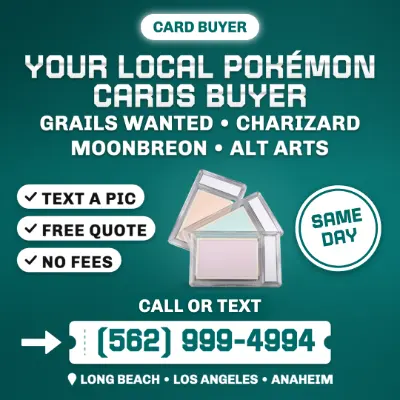 CARD BUYER
YOUR LOCAL POKÉMON
CARDS BUYER
GRAILS WANTED • CHARIZARD
MOONBREON • ALT ARTS
TEXT A PIC
FREE QUOTE
NO FEES
SAME
DAY
CALL OR TEXT
(562) 999-4994
LONG BEACH • LOS ANGELES • ANAHEIM